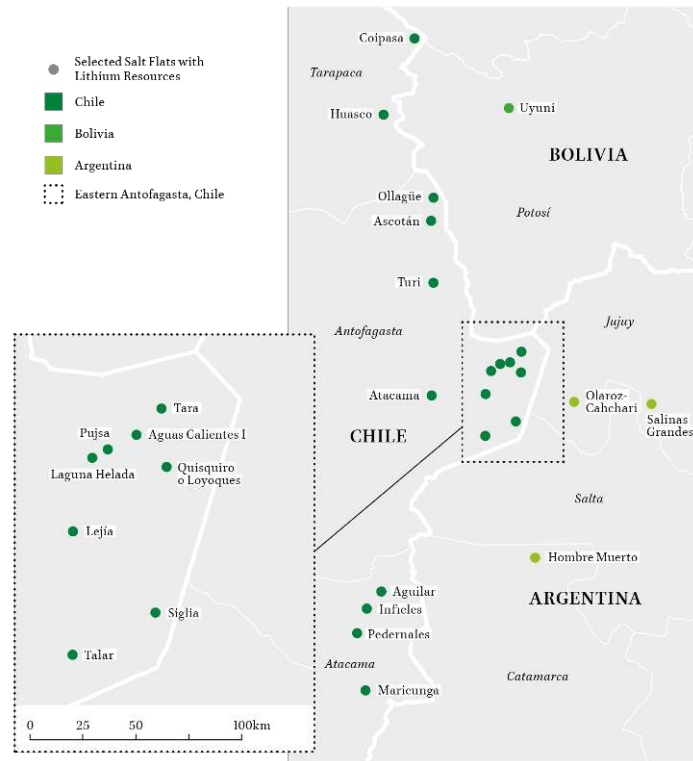 Selected Salt Flats with
Lithium Resources
Chile
Bolivia
Argentina
Eastern Antofagasta, Chile
Coipasa
Tarapaca
Huasco
Uyuni
BOLIVIA
Ollagüe
Potosí
Ascotán
Turi
Antofagasta
Jujuy
Atacama
Olaroz-
Cahchari
Salinas
Grandes
CHILE
Salta
Hombre Muerto
Aguilar
ARGENTINA
Infieles
Pedernales
Atacama
Catamarca
Maricunga
Tara
Pujsa
Aguas Calientes I
Laguna Helada
Quisquiro
o Loyoques
Lejía
Siglia
Talar
0 25 50 100km